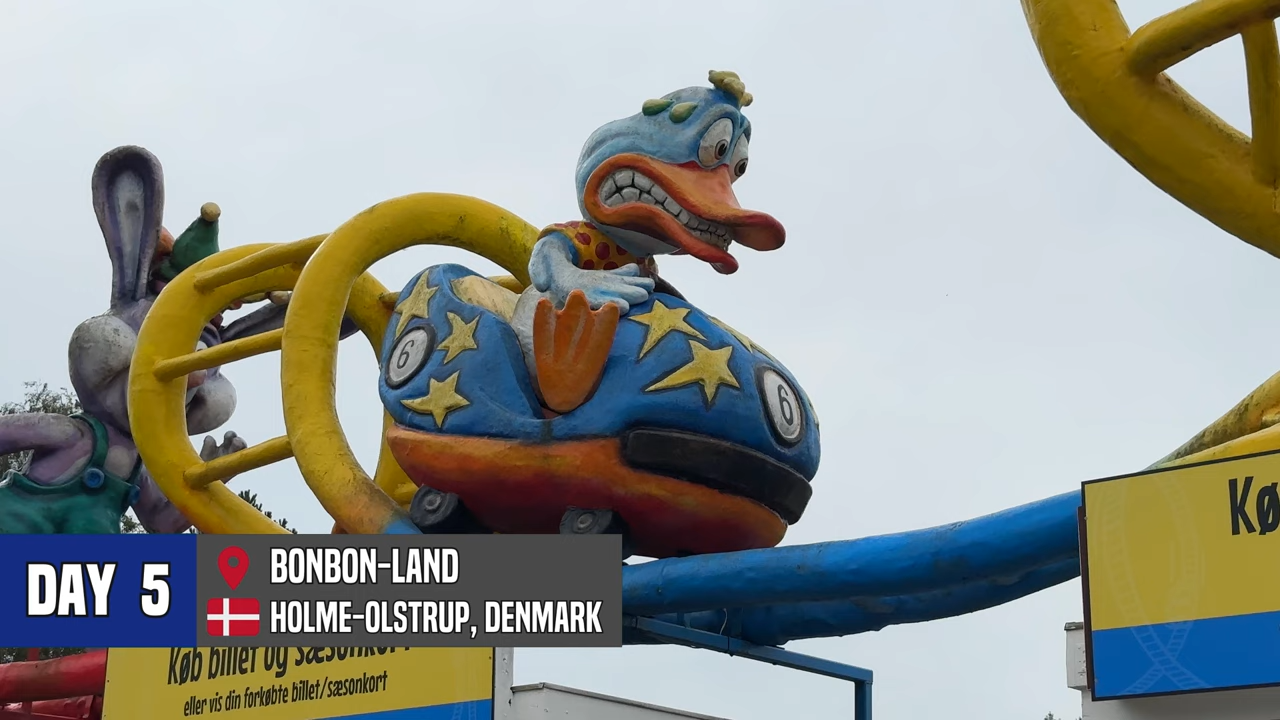 6
6
DAY 5
BONBON-LAND
HOLME-OLSTRUP, DENMARK
Køb billet og sæsonkort
eller vis din forkøbte billet/sæsonkort
Kø